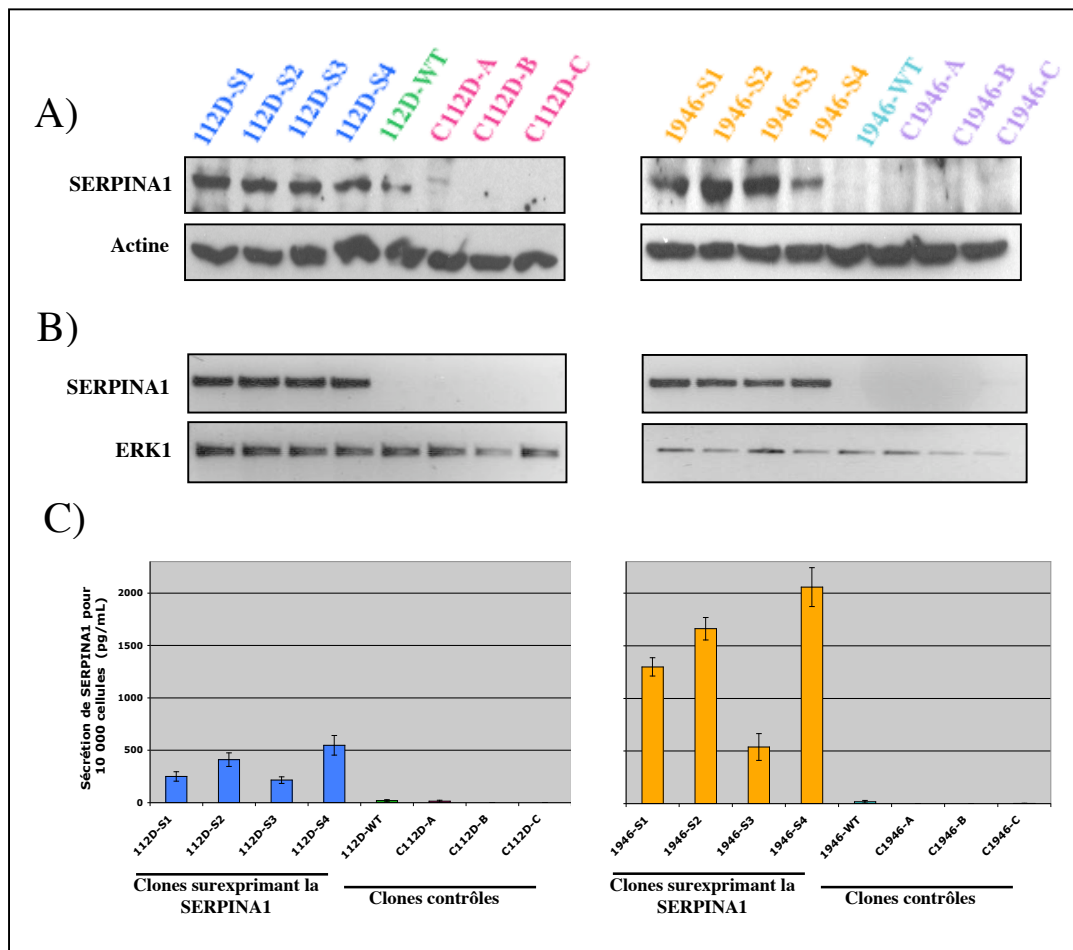 A)
112D-S1 112D-S2 112D-S3 112D-S4 112D-WT C112D-A C112D-B C112D-C
1946-S1 1946-S2 1946-S3 1946-S4 1946-WT C1946-A C1946-B C1946-C
SERPINA1
Actine
B)
SERPINA1
ERK1
C)
Sécrétion de SERPINA1 pour
10 000 cellules (pg/mL)
2000
1500
1000
500
0
112D-S1 112D-S2 112D-S3 112D-S4 112D-WT C112D-A C112D-B C112D-C
1946-S1 1946-S2 1946-S3 1946-S4 1946-WT C1946-A C1946-B C1946-C
Clones surexprimant la
SERPINA1
Clones contrôles
Clones surexprimant la
SERPINA1
Clones contrôles